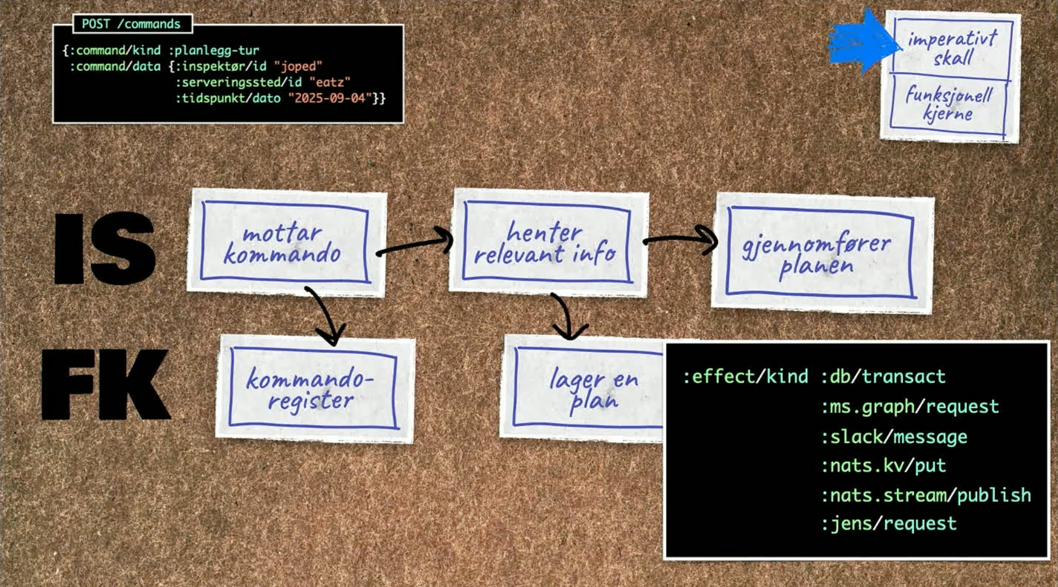 POST /commands
{:command/kind :planlegg-tur
:command/data {:inspektør/id "joped"
:serveringssted/id "eatz"
:tidspunkt/dato "2025-09-04"}}
imperativt
skall
funksjonell
kjerne
IS
mottar
kommando
henter
relevant info
gjennomfører
planen
FK
kommando-
register
lager en
plan
:effect/kind :db/transact
:ms.graph/request
:slack/message
:nats.kv/put
:nats.stream/publish
:jens/request